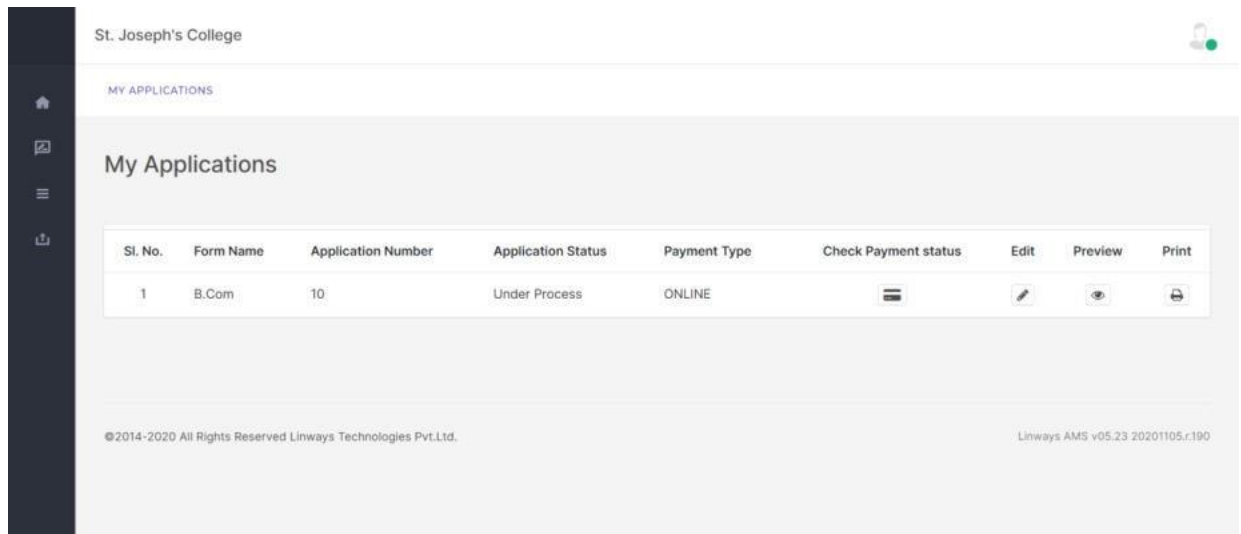 St. Joseph's College
MY APPLICATIONS
My Applications
Sl. No. Form Name Application Number Application Status Payment Type Check Payment status Edit Preview Print
1 B.Com 10 Under Process ONLINE
©2014-2020 All Rights Reserved Linways Technologies Pvt.Ltd. Linways AMS v05.23 20201105.r.190